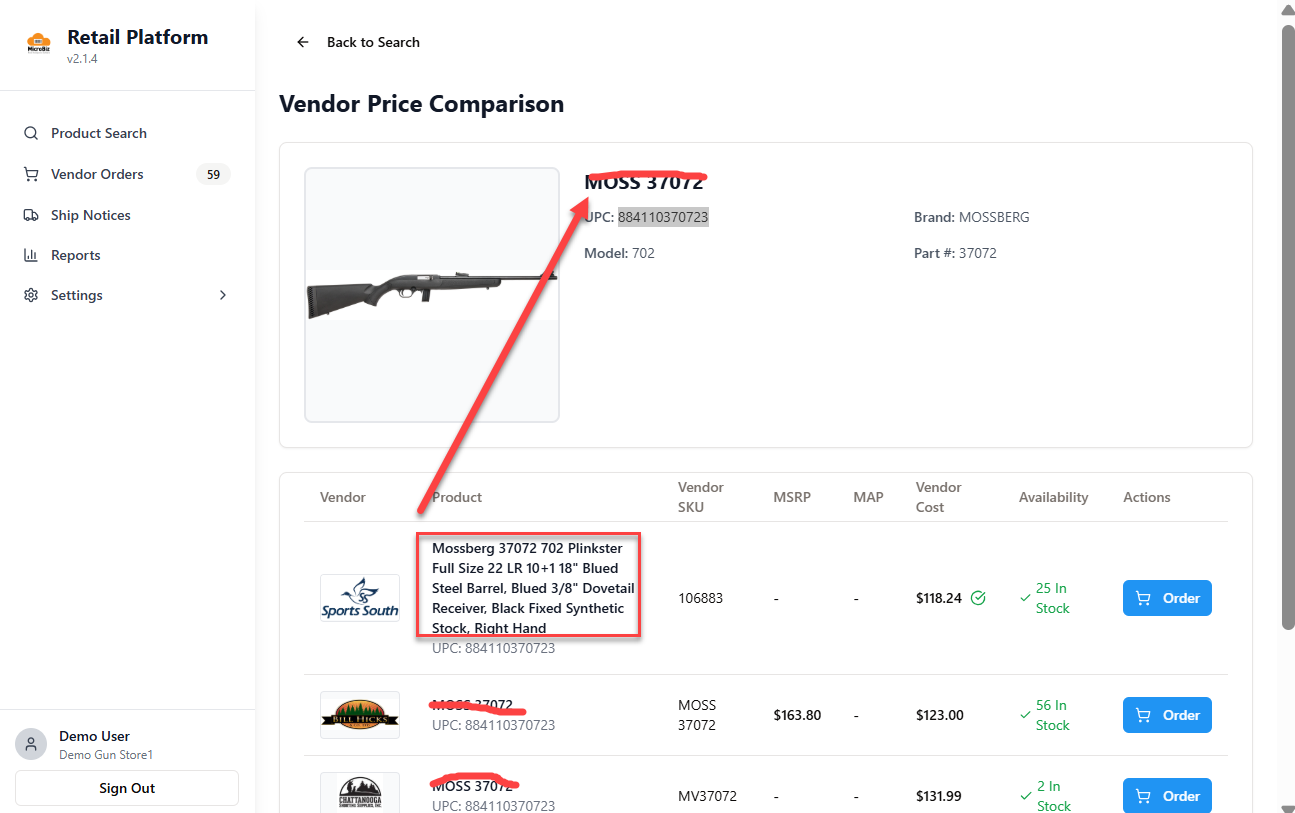 Retail Platform
v2.1.4
MicroBiz
Product Search
Vendor Orders 59
Ship Notices
Reports
Settings
Demo User
Demo Gun Store1
Sign Out
Back to Search
Vendor Price Comparison
MOSS 37072
UPC: 884110370723
Brand: MOSSBERG
Model: 702
Part #: 37072
Vendor
Product
Vendor
SKU
MSRP
MAP
Vendor
Cost
Availability
Actions
Sports South
Mossberg 37072 702 Plinkster
Full Size 22 LR 10+1 18" Blued
Steel Barrel, Blued 3/8" Dovetail
Receiver, Black Fixed Synthetic
Stock, Right Hand
UPC: 884110370723
106883
-
-
$118.24
25 In
Stock
Order
BILL HICKS
MOSS 37072
UPC: 884110370723
MOSS
37072
$163.80
-
$123.00
56 In
Stock
Order
CHATTANOOGA
SHOOTING SUPPLIES, INC.
MOSS 37072
UPC: 884110370723
MV37072
-
-
$131.99
2 In
Stock
Order